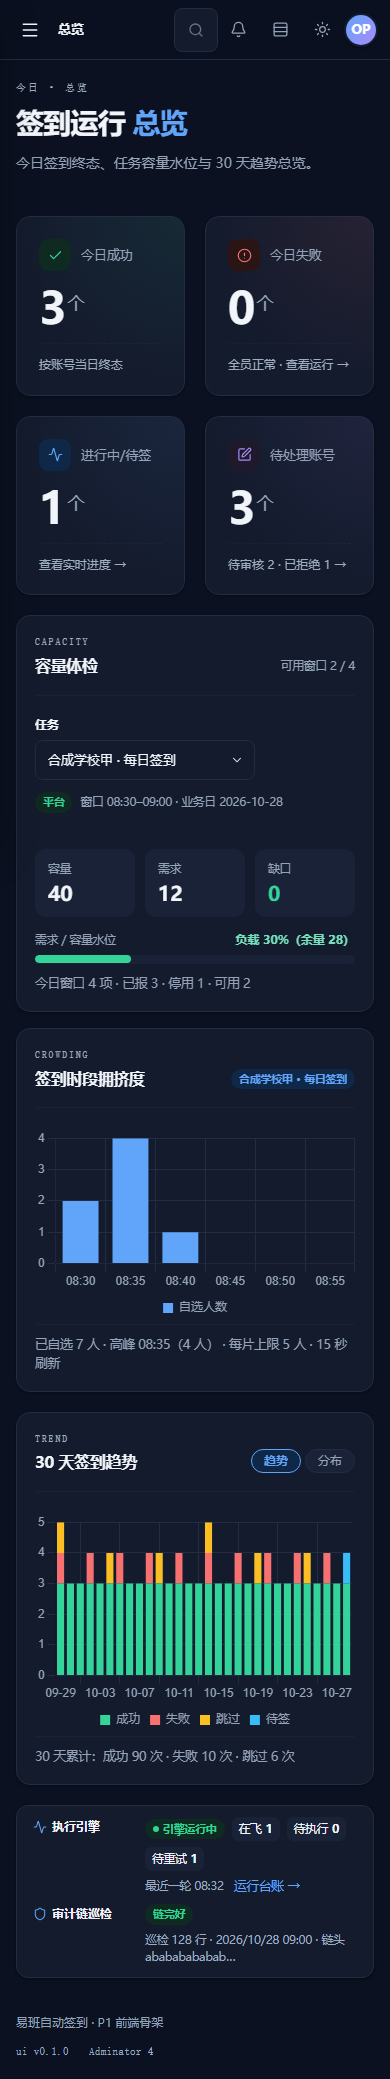 总览
OP
今日 · 总览
签到运行 总览
今日签到终态、任务容量水位与 30 天趋势总览。
今日成功
3个
按账号当日终态
今日失败
0个
全员正常 · 查看运行 →
进行中/待签
1个
查看实时进度 →
待处理账号
3个
待审核 2 · 已拒绝 1 →
CAPACITY
容量体检
可用窗口 2 / 4
任务
合成学校甲 · 每日签到
平台 窗口 08:30–09:00 · 业务日 2026-10-28
容量
40
需求
12
缺口
0
需求 / 容量水位 负载 30%（余量 28）
今日窗口 4 项 · 已报 3 · 停用 1 · 可用 2
CROWDING
签到时段拥挤度
合成学校甲 · 每日签到
4
3
2
1
0
08:30 08:35 08:40 08:45 08:50 08:55
自选人数
已自选 7 人 · 高峰 08:35（4 人） · 每片上限 5 人 · 15 秒
刷新
TREND
30 天签到趋势
趋势 分布
5
4
3
2
1
0
09-29 10-03 10-07 10-11 10-15 10-19 10-23 10-27
成功 失败 跳过 待签
30 天累计：成功 90 次 · 失败 10 次 · 跳过 6 次
执行引擎
引擎运行中 在飞 1 待执行 0
待重试 1
最近一轮 08:32 运行台账 →
审计链巡检
链完好
巡检 128 行 · 2026/10/28 09:00 · 链头
abababababab…
易班自动签到 · P1 前端骨架
ui v0.1.0 Adminator 4